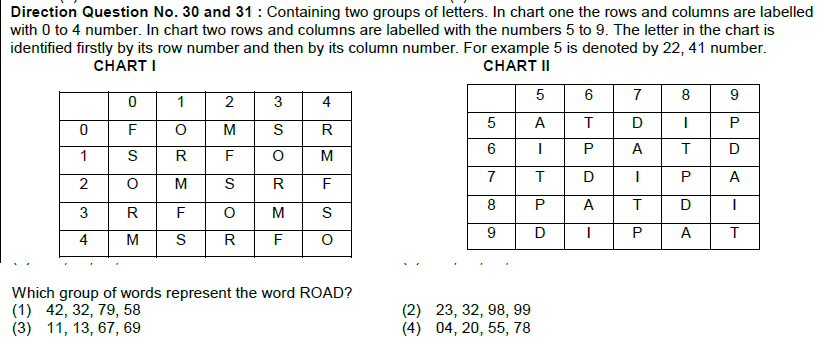 Direction Question No. 30 and 31 : Containing two groups of letters. In chart one the rows and columns are labelled
with 0 to 4 number. In chart two rows and columns are labelled with the numbers 5 to 9. The letter in the chart is
identified firstly by its row number and then by its column number. For example 5 is denoted by 22, 41 number.
CHART I CHART II
0 1 2 3 4
0 F O M S R
1 S R F O M
2 O M S R F
3 R F O M S
4 M S R F O
5 6 7 8 9
5 A T D I P
6 I P A T D
7 T D I P A
8 P A T D I
9 D I P A T
Which group of words represent the word ROAD?
(1) 42, 32, 79, 58 (2) 23, 32, 98, 99
(3) 11, 13, 67, 69 (4) 04, 20, 55, 78